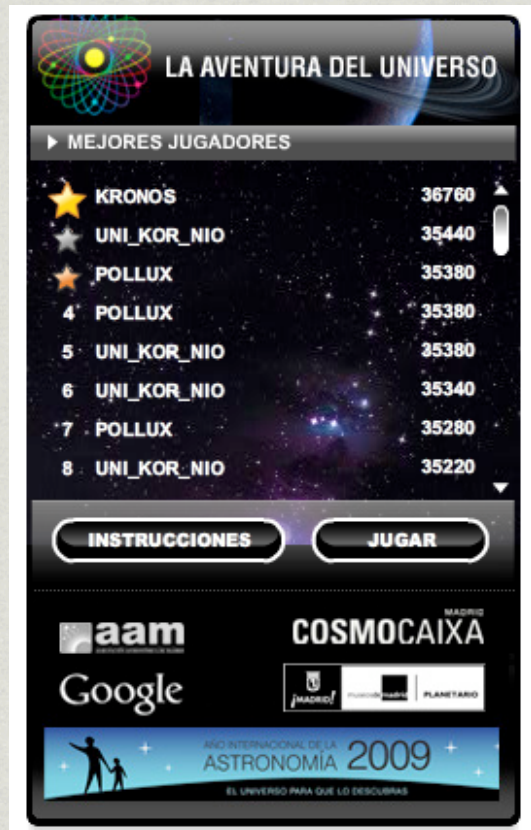 LA AVENTURA DEL UNIVERSO
MEJORES JUGADORES
KRONOS 36760
UNI_KOR_NIO 35440
POLLUX 35380
4 POLLUX 35380
5 UNI_KOR_NIO 35380
6 UNI_KOR_NIO 35340
7 POLLUX 35280
8 UNI_KOR_NIO 35220
INSTRUCCIONES JUGAR
aam
MADRID
COSMOCAIXA
Google
¡MADRID! PLANETARIO
AÑO INTERNACIONAL DE LA
ASTRONOMÍA 2009
EL UNIVERSO PARA QUE LO DESCUBRAS